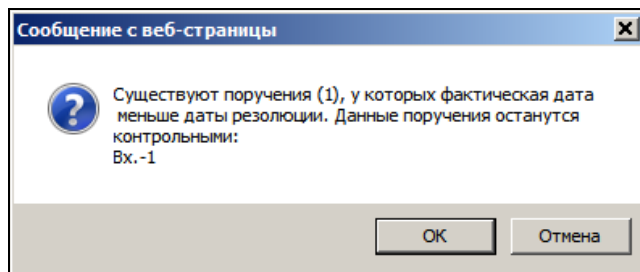 Сообщение с веб-страницы
Существуют поручения (1), у которых фактическая дата
меньше даты резолюции. Данные поручения останутся
контрольными:
Вх.-1
ОК
Отмена